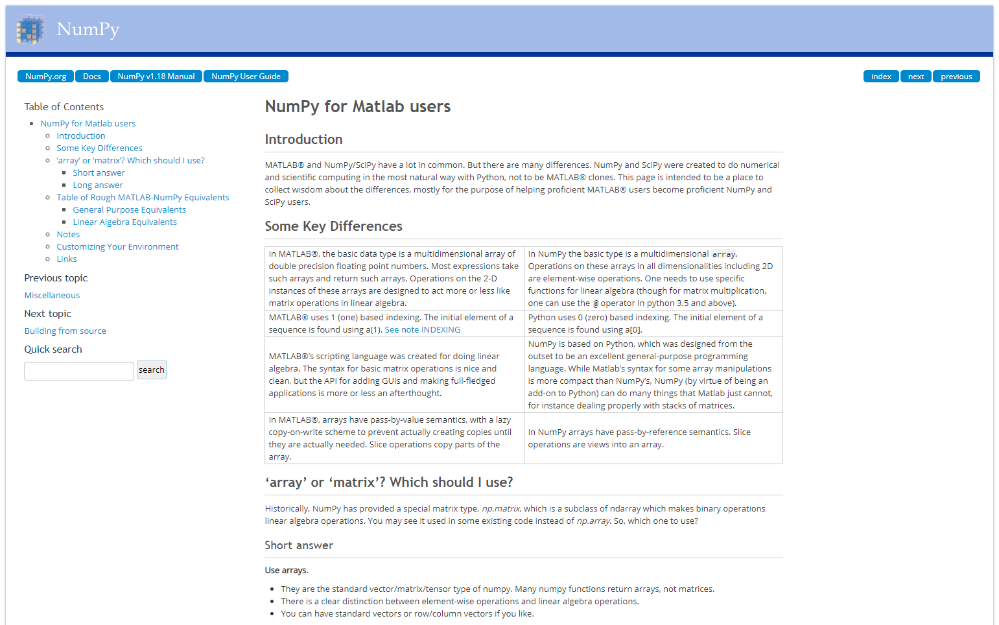 NumPy
NumPy.org
Docs
NumPy v1.18 Manual
NumPy User Guide
index
next
previous
Table of Contents
NumPy for Matlab users
Introduction
Some Key Differences
‘array’ or ‘matrix’? Which should I use?
Short answer
Long answer
Table of Rough MATLAB-NumPy Equivalents
General Purpose Equivalents
Linear Algebra Equivalents
Notes
Customizing Your Environment
Links
Previous topic
Miscellaneous
Next topic
Building from source
Quick search
search
NumPy for Matlab users
Introduction
MATLAB® and NumPy/SciPy have a lot in common. But there are many differences. NumPy and SciPy were created to do numerical
and scientific computing in the most natural way with Python, not to be MATLAB® clones. This page is intended to be a place to
collect wisdom about the differences, mostly for the purpose of helping proficient MATLAB® users become proficient NumPy and
SciPy users.
Some Key Differences
In MATLAB®, the basic data type is a multidimensional array of
double precision floating point numbers. Most expressions take
such arrays and return such arrays. Operations on the 2-D
instances of these arrays are designed to act more or less like
matrix operations in linear algebra.
In NumPy the basic type is a multidimensional array.
Operations on these arrays in all dimensionalities including 2D
are element-wise operations. One needs to use specific
functions for linear algebra (though for matrix multiplication,
one can use the @ operator in python 3.5 and above).
MATLAB® uses 1 (one) based indexing. The initial element of a
sequence is found using a(1). See note INDEXING
Python uses 0 (zero) based indexing. The initial element of a
sequence is found using a[0].
MATLAB®’s scripting language was created for doing linear
algebra. The syntax for basic matrix operations is nice and
clean, but the API for adding GUIs and making full-fledged
applications is more or less an afterthought.
NumPy is based on Python, which was designed from the
outset to be an excellent general-purpose programming
language. While Matlab’s syntax for some array manipulations
is more compact than NumPy’s, NumPy (by virtue of being an
add-on to Python) can do many things that Matlab just cannot,
for instance dealing properly with stacks of matrices.
In MATLAB®, arrays have pass-by-value semantics, with a lazy
copy-on-write scheme to prevent actually creating copies until
they are actually needed. Slice operations copy parts of the
array.
In NumPy arrays have pass-by-reference semantics. Slice
operations are views into an array.
‘array’ or ‘matrix’? Which should I use?
Historically, NumPy has provided a special matrix type, np.matrix, which is a subclass of ndarray which makes binary operations
linear algebra operations. You may see it used in some existing code instead of np.array. So, which one to use?
Short answer
Use arrays.
They are the standard vector/matrix/tensor type of numpy. Many numpy functions return arrays, not matrices.
There is a clear distinction between element-wise operations and linear algebra operations.
You can have standard vectors or row/column vectors if you like.